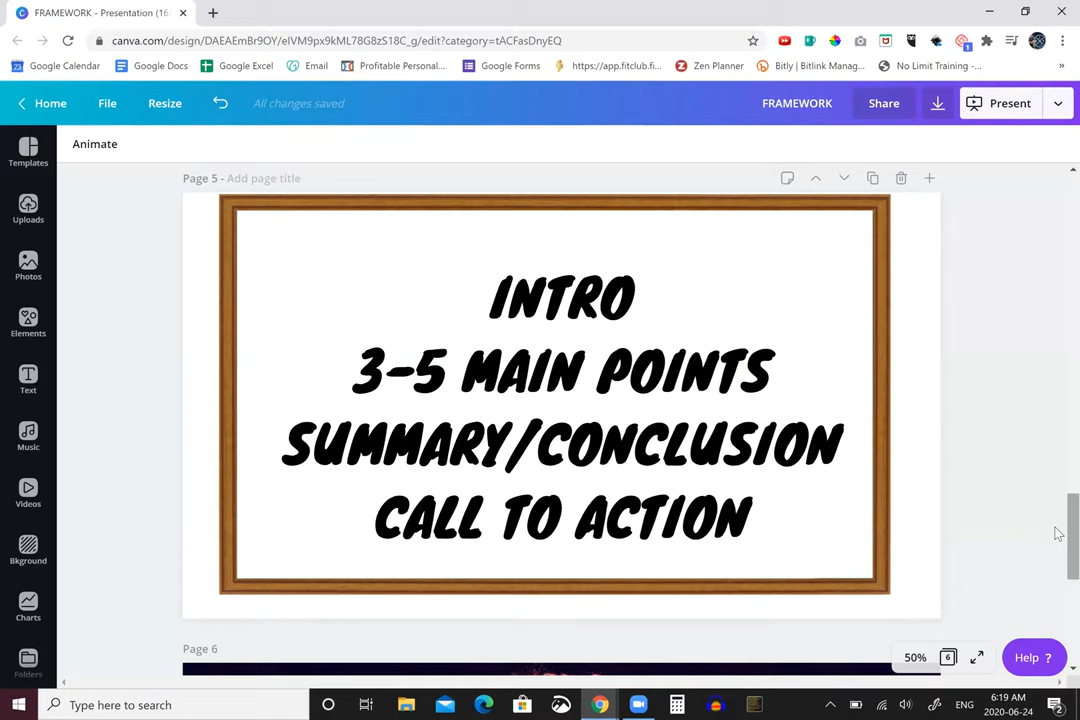 FRAMEWORK - Presentation (16:
canva.com/design/DAEAEmBr9OY/eIVM9px9kML78G8zS18C_g/edit?category=tACFasDnyEQ
1
23 Google Calendar
Google Docs
Google Excel
Email
Profitable Personal...
Google Forms
https://app.fitclub.fi...
Zen Planner
Bitly | Bitlink Manag...
No Limit Training -...
Home
File
Resize
All changes saved
FRAMEWORK
Share
Present
Templates
Animate
Page 5 - Add page title
Uploads
Photos
Elements
Text
Music
Videos
Bkground
Charts
Folders
INTRO
3-5 MAIN POINTS
SUMMARY/CONCLUSION
CALL TO ACTION
Page 6
50%
6
Help ?
Type here to search
ENG
6:19 AM
2020-06-24
2